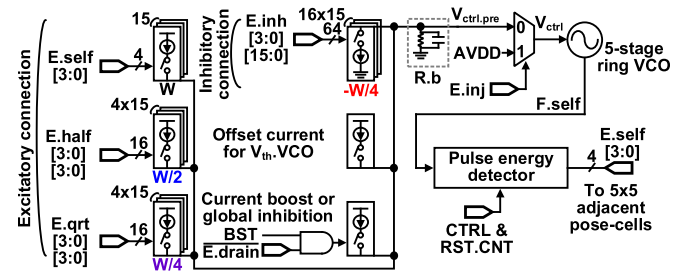 Excitatory connection
E.self
[3:0]
4
15
W
E.half
[3:0]
[3:0]
16
4x15
W/2
E.qrt
[3:0]
[3:0]
16
4x15
W/4
Inhibitory
connection
E.inh
[3:0]
[15:0]
16x15
64
-W/4
Offset current
for Vth.VCO
Current boost or
global inhibition
BST
E.drain
R.b
Vctrl.pre
AVDD
0
1
E.inj
Vctrl
5-stage
ring VCO
F.self
Pulse energy
detector
CTRL &
RST.CNT
4
E.self
[3:0]
To 5x5
adjacent
pose-cells